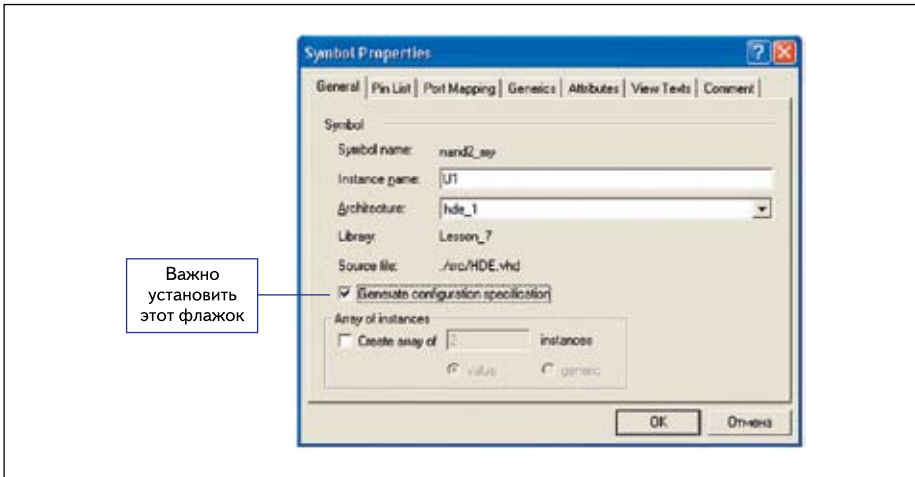 Symbol Properties
General Pin List Port Mapping Generics Attributes View Texts Comment
Symbol
Symbol name: nand2_my
Instance name: U1
Architecture: hde_1
Library: Lesson_7
Source file: ./src/HDE.vhd
Важно
установить
этот флажок
Generate configuration specification
Array of instances
Create array of 2 instances
value generic
OK Отмена